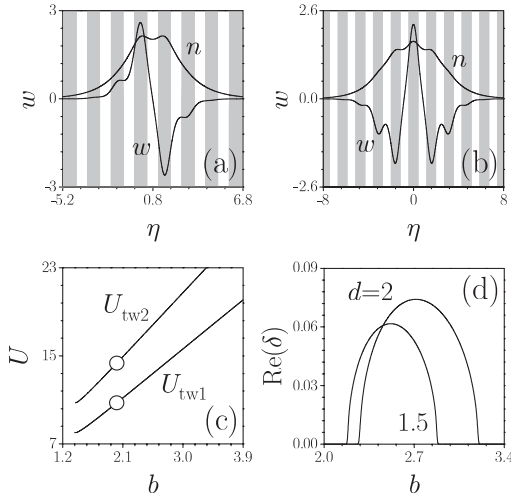 3
n
w
0
w
(a)
-3
-5.2 0.8 6.8
η
2.6
n
w
0.0
w
(b)
-2.6
-8 0 8
η
23
U_tw2
U
15
U_tw1
(c)
7
1.2 2.1 3.0 3.9
b
0.09
d=2
(d)
0.06
Re(δ)
0.03
1.5
0.00
2.0 2.7 3.4
b